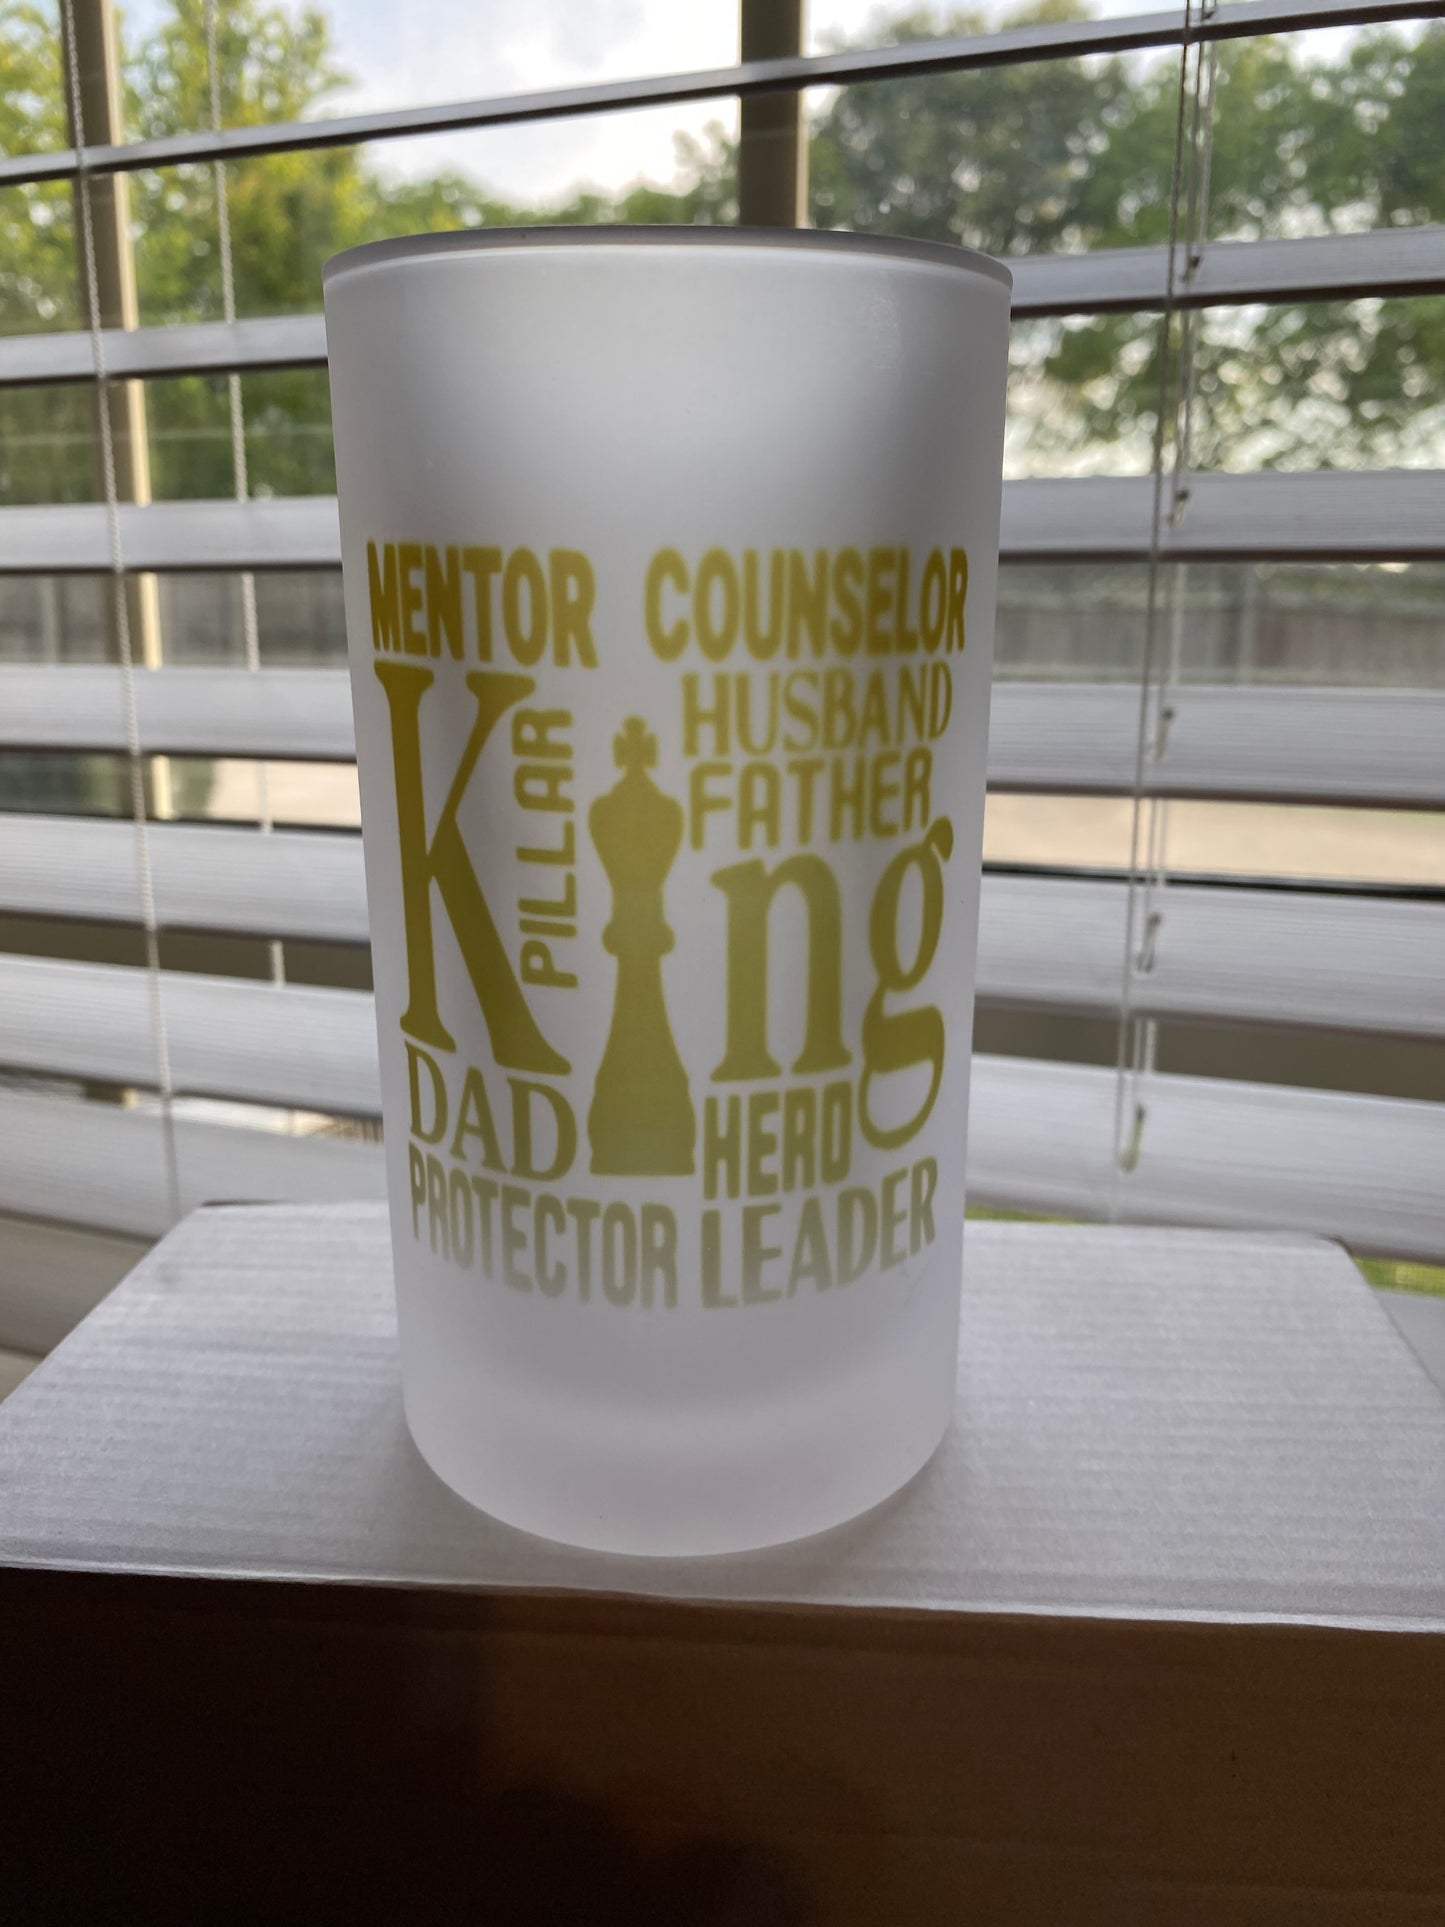 MENTOR COUNSELOR
HUSBAND
FATHER
PILLAR
King
DAD
HERO
PROTECTOR LEADER